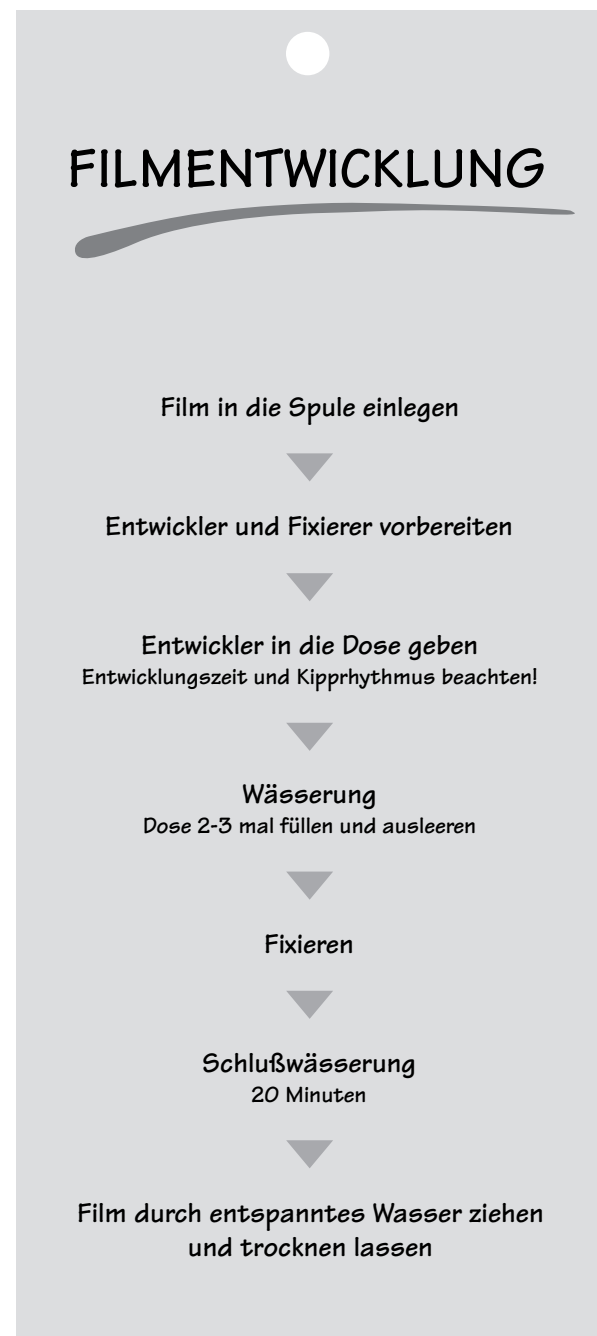 FILMENTWICKLUNG
Film in die Spule einlegen
Entwickler und Fixierer vorbereiten
Entwickler in die Dose geben
Entwicklungszeit und Kipprhythmus beachten!
Wässerung
Dose 2-3 mal füllen und ausleeren
Fixieren
Schlußwässerung
20 Minuten
Film durch entspanntes Wasser ziehen
und trocknen lassen